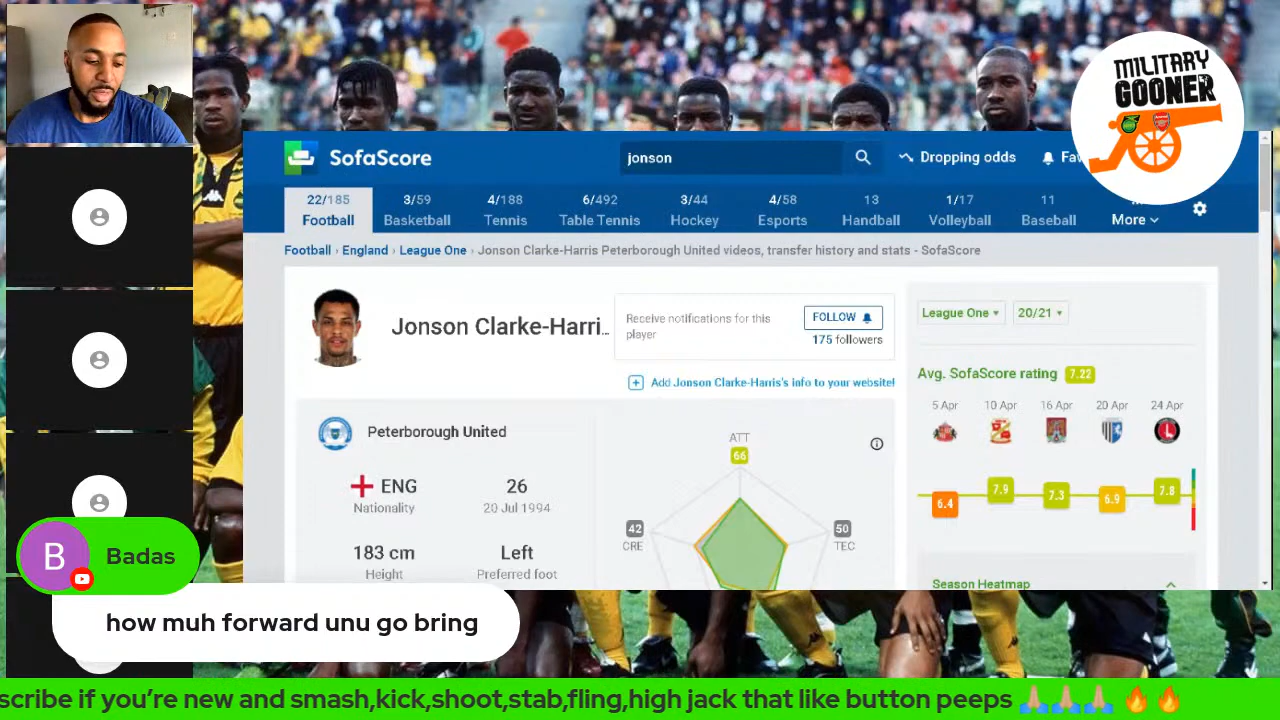 MILITARY
GOONER
SofaScore
jonson
Dropping odds
Fav
22/185
Football
3/59
Basketball
4/188
Tennis
6/492
Table Tennis
3/44
Hockey
4/58
Esports
13
Handball
1/17
Volleyball
11
Baseball
...
More
Football › England › League One › Jonson Clarke-Harris Peterborough United videos, transfer history and stats - SofaScore
Jonson Clarke-Harri...
Receive notifications for this
player
FOLLOW
175 followers
Add Jonson Clarke-Harris's info to your website!
League One
20/21
Avg. SofaScore rating 7.22
5 Apr
10 Apr
16 Apr
20 Apr
24 Apr
6.4
7.9
7.3
6.9
7.8
Season Heatmap
Peterborough United
ENG
Nationality
26
20 Jul 1994
183 cm
Height
Left
Preferred foot
ATT
66
42
CRE
50
TEC
B
Badas
how muh forward unu go bring
scribe if you're new and smash,kick,shoot,stab,fling,high jack that like button peeps 🙏🏽🙏🏽🙏🏽 🔥🔥